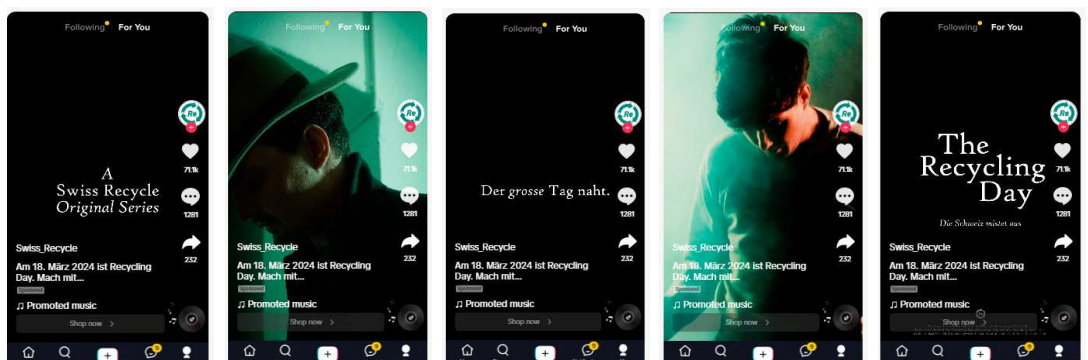 Following For You
Re
71.1k
A
Swiss Recycle
Original Series
1281
Swiss_Recycle
232
Am 18. März 2024 ist Recycling
Day. Mach mit...
Sponsored
♫ Promoted music
Shop now >
Following For You
Re
71.1k
1281
Swiss_Recycle
232
Am 18. März 2024 ist Recycling
Day. Mach mit...
Sponsored
♫ Promoted music
Shop now >
Following For You
Re
71.1k
Der grosse Tag naht.
1281
Swiss_Recycle
232
Am 18. März 2024 ist Recycling
Day. Mach mit...
Sponsored
♫ Promoted music
Shop now >
Following For You
Re
71.1k
1281
Swiss_Recycle
232
Am 18. März 2024 ist Recycling
Day. Mach mit...
Sponsored
♫ Promoted music
Shop now >
Following For You
Re
The
Recycling
Day
71.1k
1281
Die Schweiz mistet aus
Swiss_Recycle
232
Am 18. März 2024 ist Recycling
Day. Mach mit...
Sponsored
♫ Promoted music
Shop now >